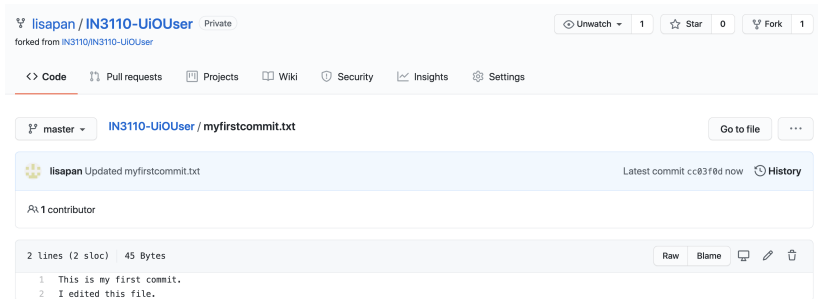 lisapan / IN3110-UiOUser Private
Unwatch 1 Star 0 Fork 1
forked from IN3110/IN3110-UiOUser
Code Pull requests Projects Wiki Security Insights Settings
master IN3110-UiOUser / myfirstcommit.txt Go to file ...
lisapan Updated myfirstcommit.txt Latest commit cc03f0d now History
1 contributor
2 lines (2 sloc) 45 Bytes Raw Blame
1 This is my first commit.
2 I edited this file.